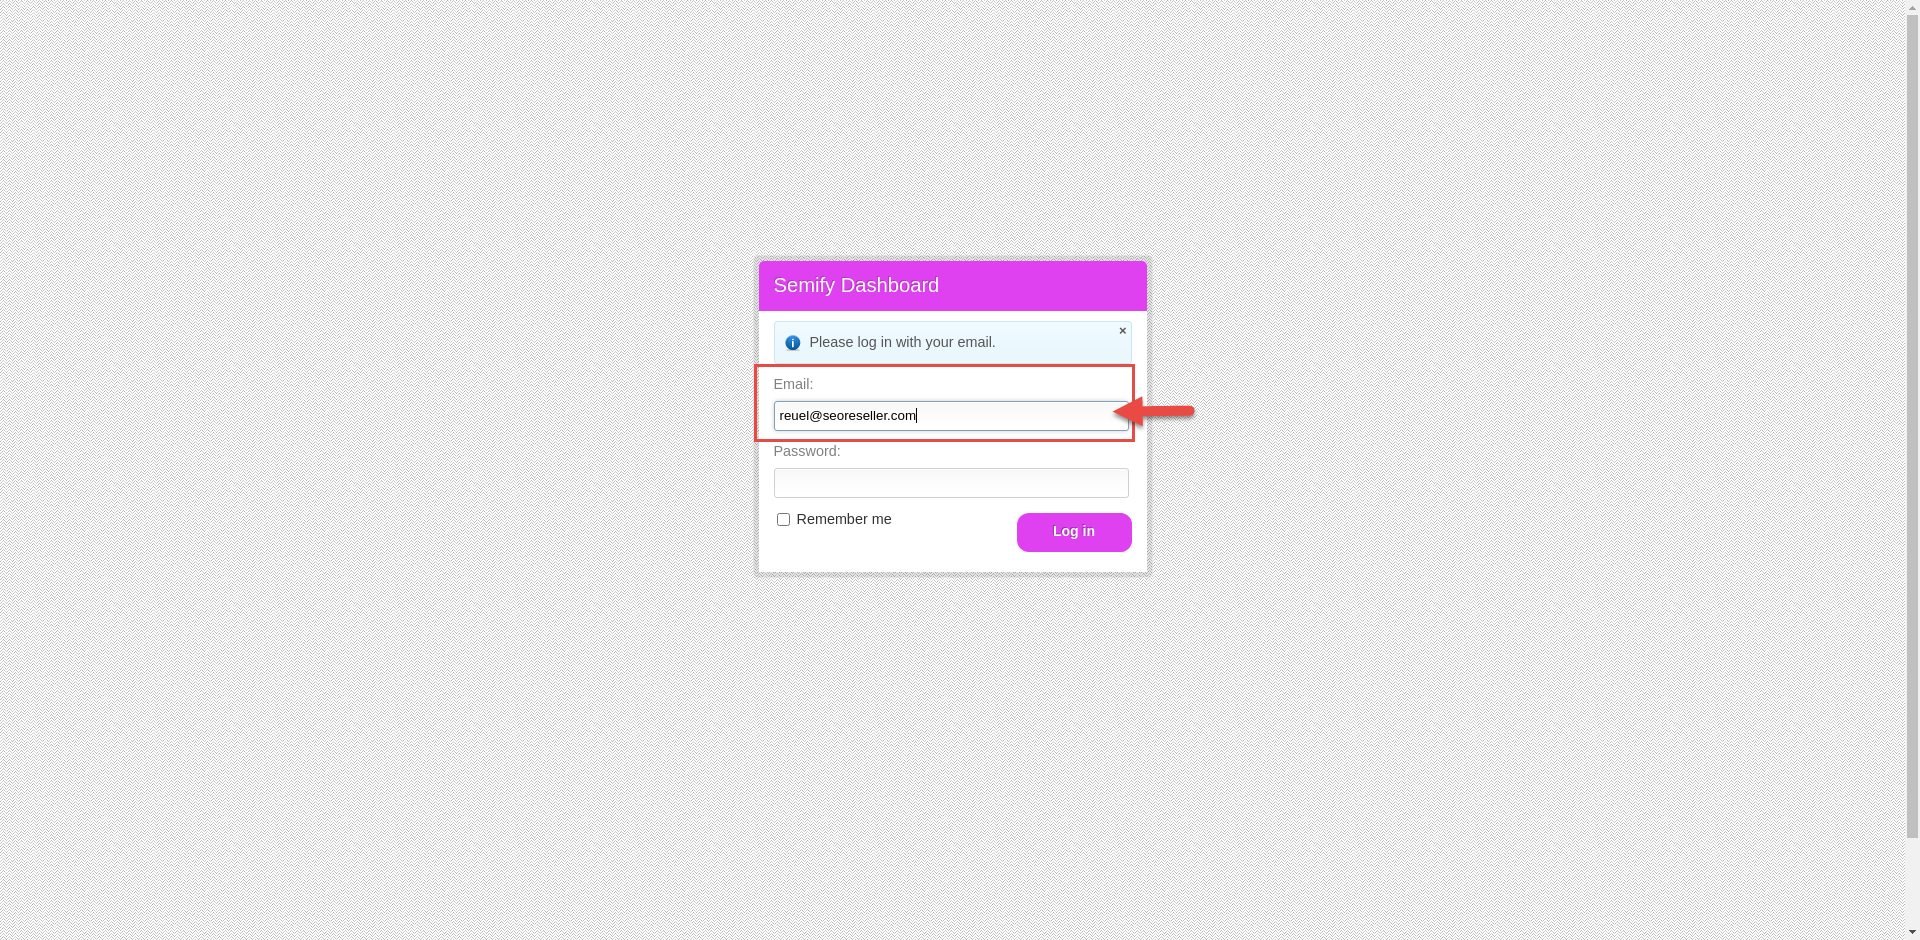 Semify Dashboard
×
Please log in with your email.
Email:
reuel@seoreseller.com
Password:
Remember me
Log in